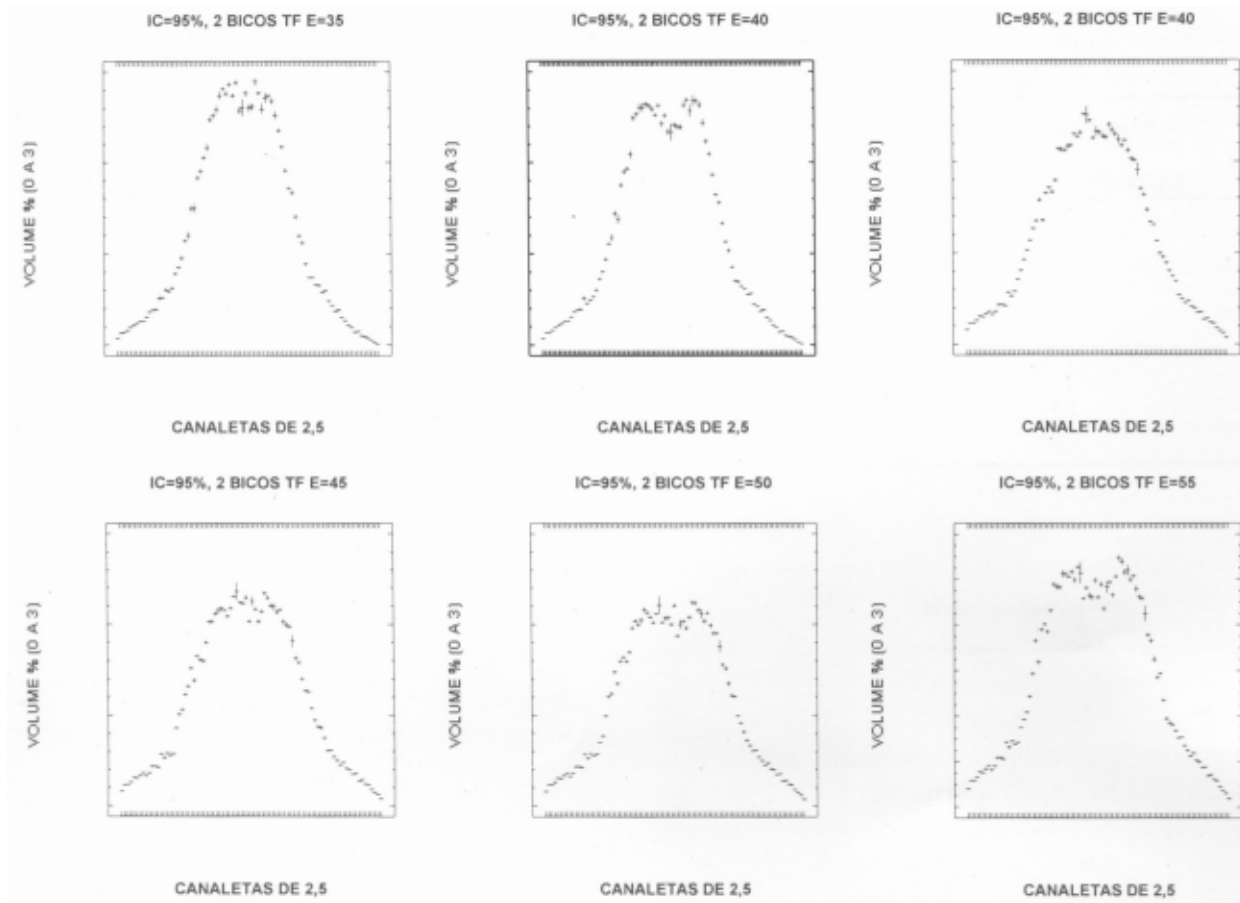 IC=95%, 2 BICOS TF E=35
IC=95%, 2 BICOS TF E=40
IC=95%, 2 BICOS TF E=40
VOLUME % (0 A 3)
VOLUME % (0 A 3)
VOLUME % (0 A 3)
CANALETAS DE 2,5
CANALETAS DE 2,5
CANALETAS DE 2,5
IC=95%, 2 BICOS TF E=45
IC=95%, 2 BICOS TF E=50
IC=95%, 2 BICOS TF E=55
VOLUME % (0 A 3)
VOLUME % (0 A 3)
VOLUME % (0 A 3)
CANALETAS DE 2,5
CANALETAS DE 2,5
CANALETAS DE 2,5